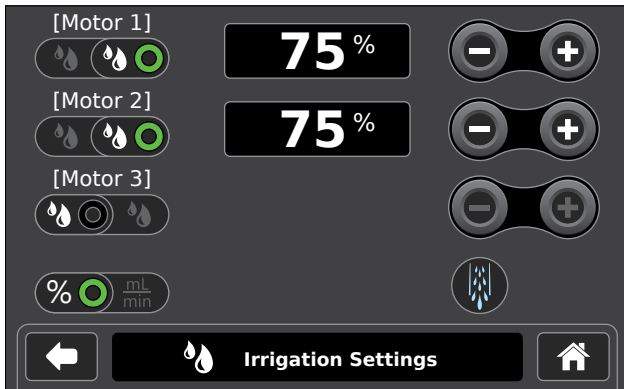 [Motor 1]
75 %
[Motor 2]
75 %
[Motor 3]
% mL
min
Irrigation Settings